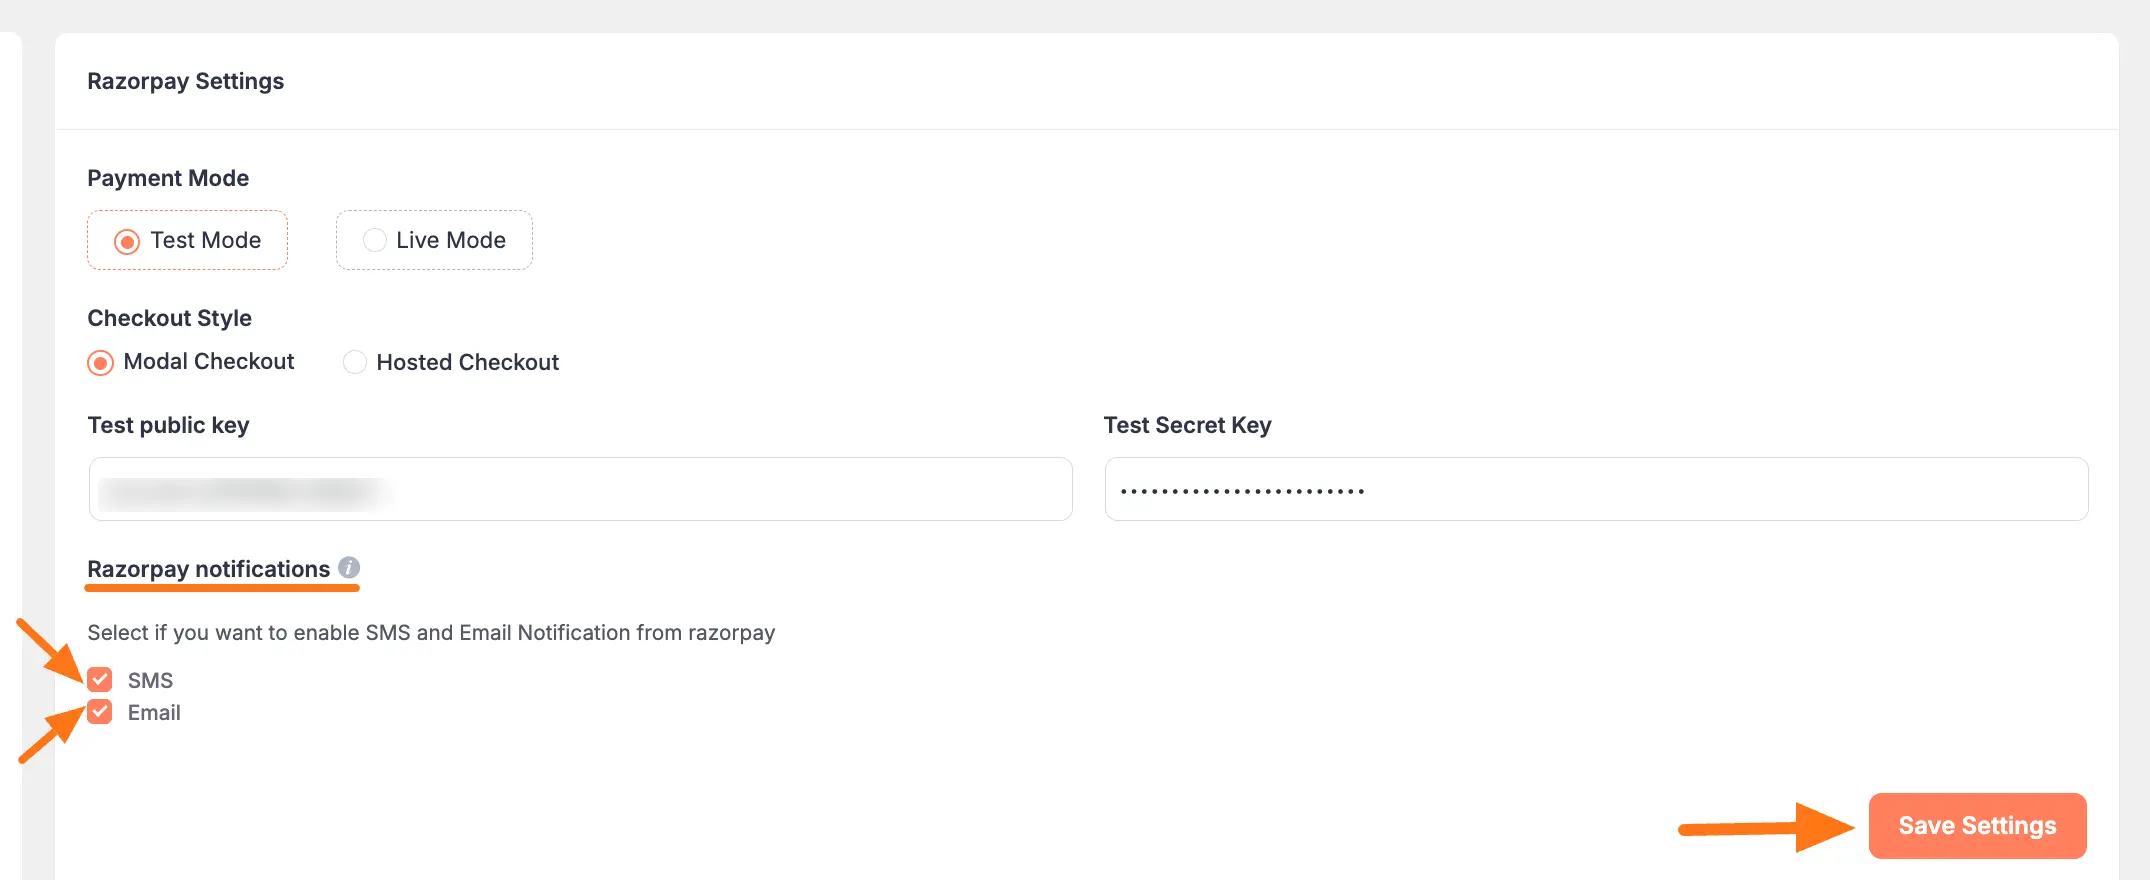 Razorpay Settings
Payment Mode
Test Mode Live Mode
Checkout Style
Modal Checkout Hosted Checkout
Test public key Test Secret Key
••••••••••••••••••••••••
Razorpay notifications i
Select if you want to enable SMS and Email Notification from razorpay
SMS
Email
Save Settings